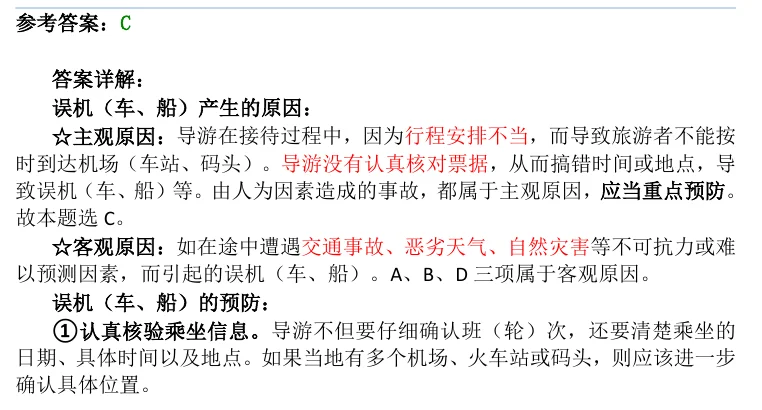 参考答案：C
答案详解：
误机（车、船）产生的原因：
☆主观原因：导游在接待过程中，因为行程安排不当，而导致旅游者不能按
时到达机场（车站、码头）。导游没有认真核对票据，从而搞错时间或地点，导
致误机（车、船）等。由人为因素造成的事故，都属于主观原因，应当重点预防。
故本题选 C。
☆客观原因：如在途中遭遇交通事故、恶劣天气、自然灾害等不可抗力或难
以预测因素，而引起的误机（车、船）。A、B、D 三项属于客观原因。
误机（车、船）的预防：
①认真核验乘坐信息。导游不但要仔细确认班（轮）次，还要清楚乘坐的
日期、具体时间以及地点。如果当地有多个机场、火车站或码头，则应该进一步
确认具体位置。